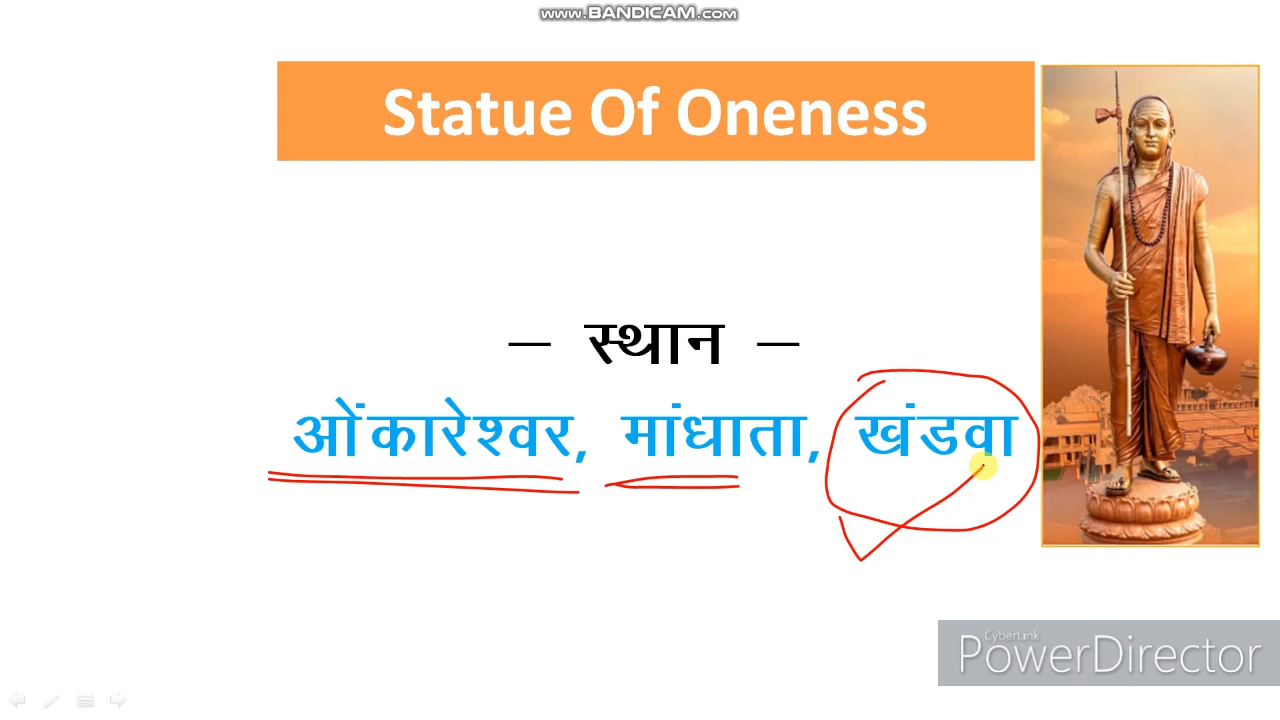 www.BANDICAM.com
Statue Of Oneness
– स्थान –
ओंकारेश्वर, मांधाता, खंडवा
CyberLink
PowerDirector